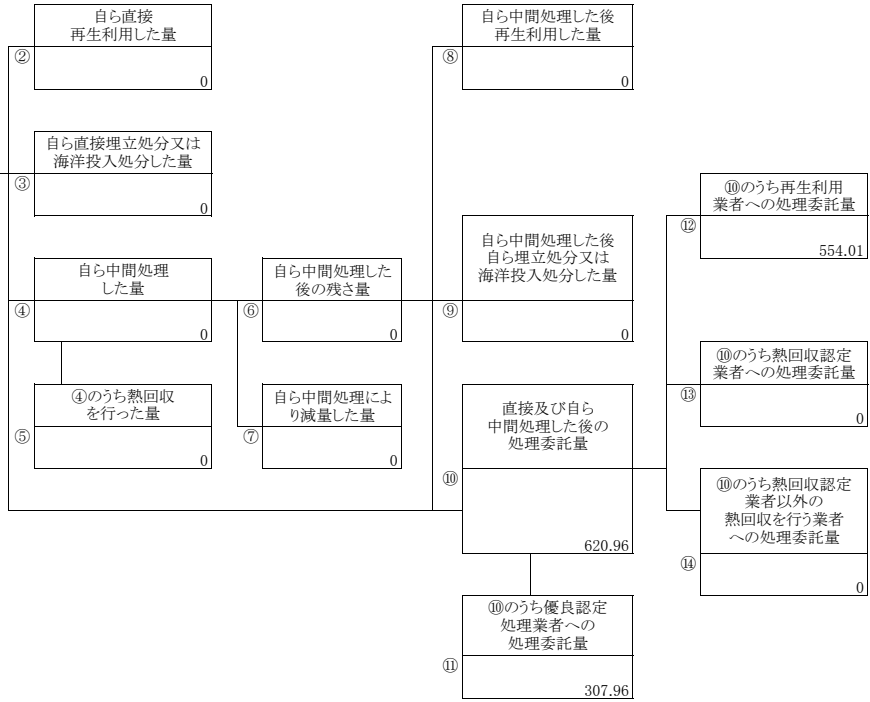 自ら直接
再生利用した量
②
0
自ら直接埋立処分又は
海洋投入処分した量
③
0
自ら中間処理
した量
④
0
④のうち熱回収
を行った量
⑤
0
自ら中間処理した
後の残さ量
⑥
0
自ら中間処理によ
り減量した量
⑦
0
自ら中間処理した後
再生利用した量
⑧
0
自ら中間処理した後
自ら埋立処分又は
海洋投入処分した量
⑨
0
直接及び自ら
中間処理した後の
処理委託量
⑩
620.96
⑩のうち優良認定
処理業者への
処理委託量
⑪
307.96
⑩のうち再生利用
業者への処理委託量
⑫
554.01
⑩のうち熱回収認定
業者への処理委託量
⑬
0
⑩のうち熱回収認定
業者以外の
熱回収を行う業者
への処理委託量
⑭
0